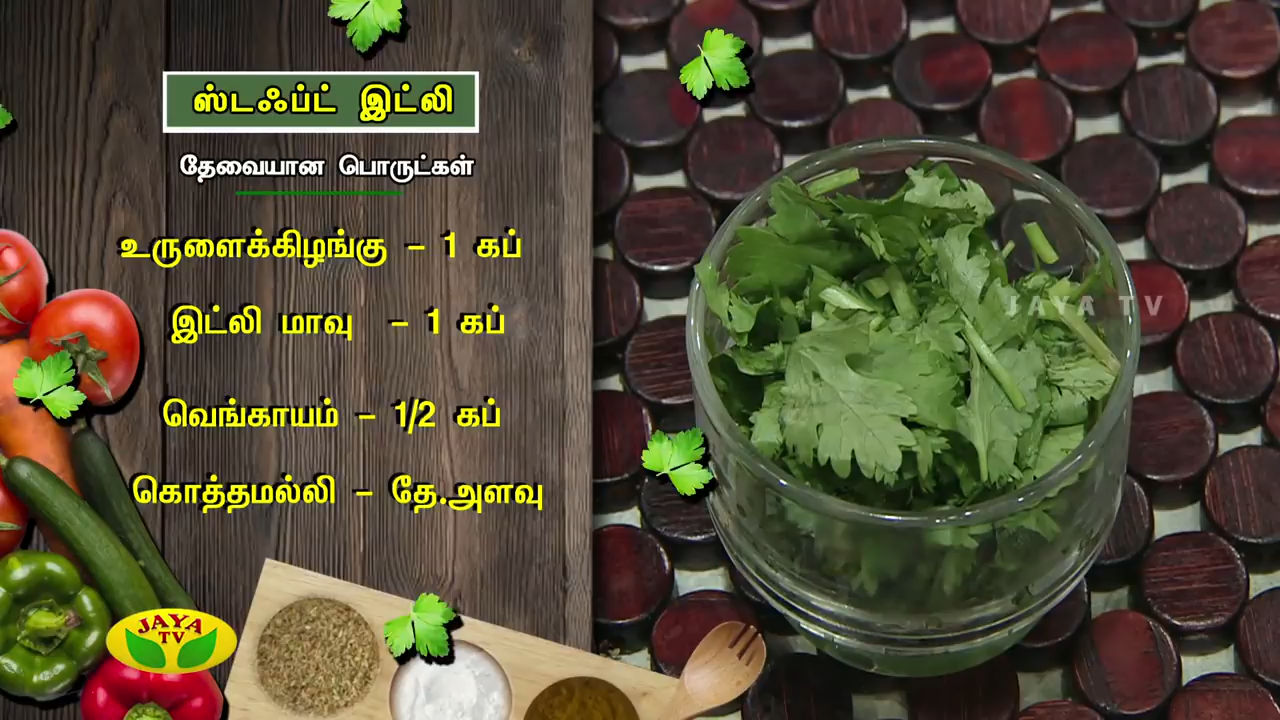 ஸ்டஃப்ட் இட்லி
தேவையான பொருட்கள்
உருளைக்கிழங்கு - 1 கப்
இட்லி மாவு - 1 கப்
வெங்காயம் - 1/2 கப்
கொத்தமல்லி - தே.அளவு
JAYA TV
JAYA
TV